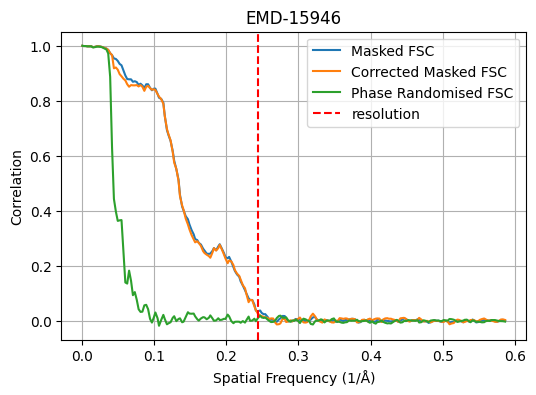 EMD-15946
Masked FSC
Corrected Masked FSC
Phase Randomised FSC
resolution
1.0
0.8
0.6
0.4
0.2
0.0
Correlation
0.0 0.1 0.2 0.3 0.4 0.5 0.6
Spatial Frequency (1/Å)